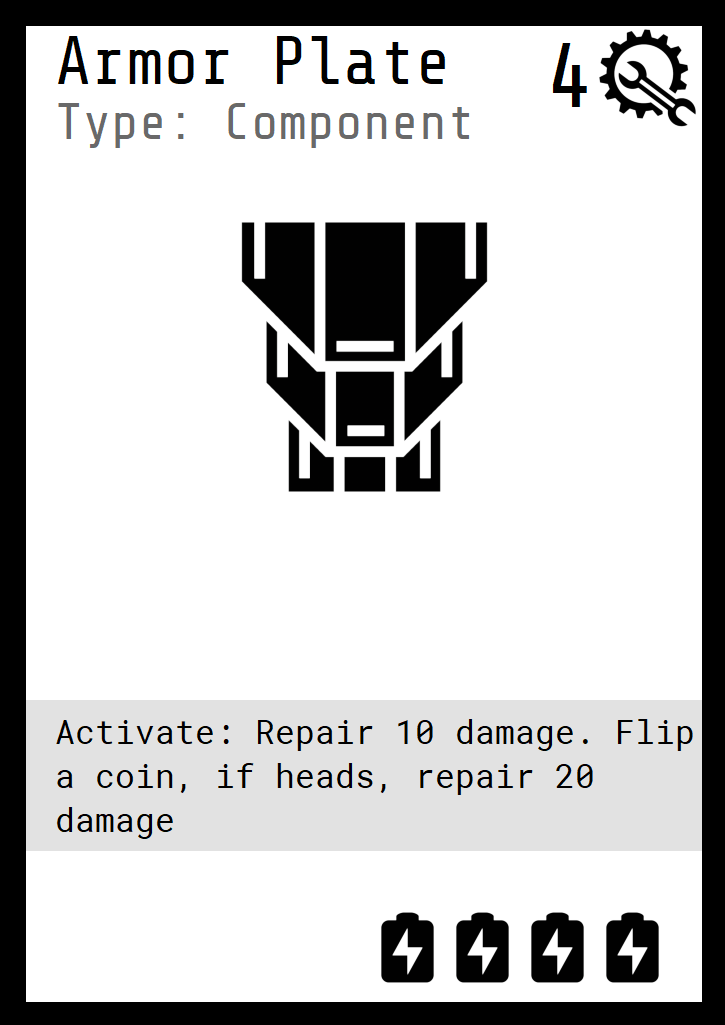 Armor Plate
4
Type: Component
Activate: Repair 10 damage. Flip
a coin, if heads, repair 20
damage